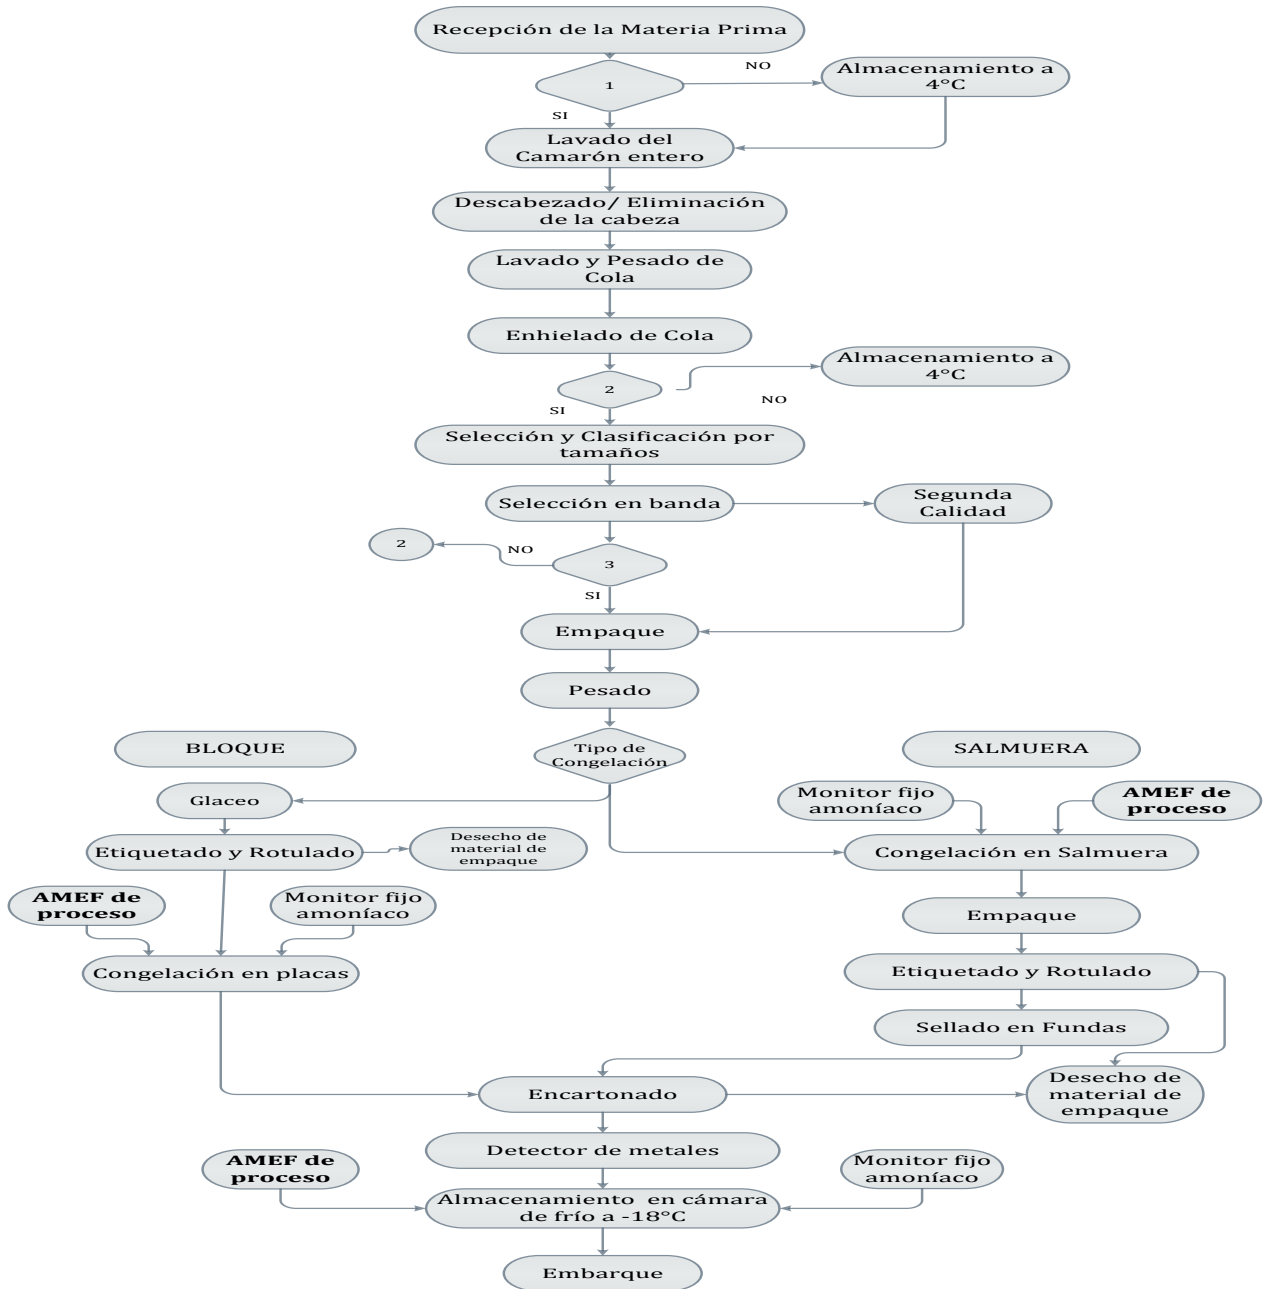 Recepción de la Materia Prima
NO
1
Almacenamiento a
4°C
SI
Lavado del
Camarón entero
Descabezado/ Eliminación
de la cabeza
Lavado y Pesado de
Cola
Enhielado de Cola
2
Almacenamiento a
4°C
SI
NO
Selección y Clasificación por
tamaños
Selección en banda
Segunda
Calidad
2
NO
3
SI
Empaque
Pesado
BLOQUE
Tipo de
Congelación
SALMUERA
Glaceo
Monitor fijo
amoníaco
AMEF de
proceso
Etiquetado y Rotulado
Desecho de
material de
empaque
Congelación en Salmuera
AMEF de
proceso
Monitor fijo
amoníaco
Empaque
Congelación en placas
Etiquetado y Rotulado
Sellado en Fundas
Encartonado
Desecho de
material de
empaque
Detector de metales
AMEF de
proceso
Monitor fijo
amoníaco
Almacenamiento en cámara
de frío a -18°C
Embarque